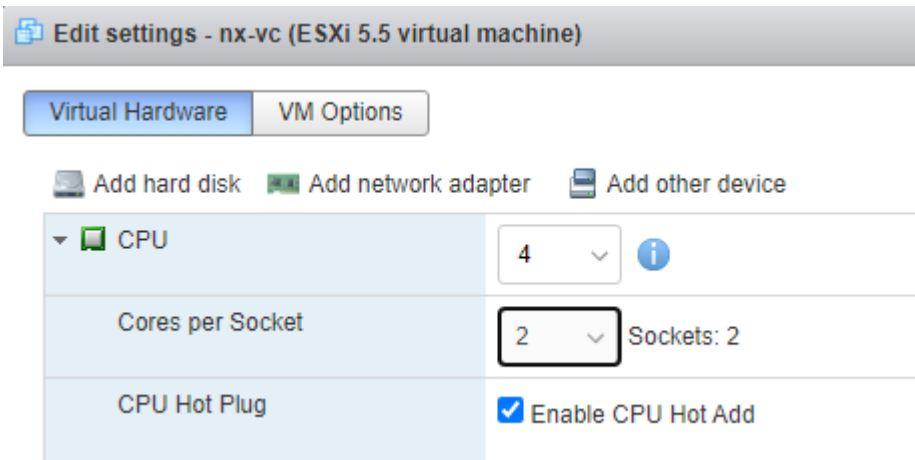 Edit settings - nx-vc (ESXi 5.5 virtual machine)
Virtual Hardware VM Options
Add hard disk Add network adapter Add other device
CPU 4
Cores per Socket 2 Sockets: 2
CPU Hot Plug Enable CPU Hot Add